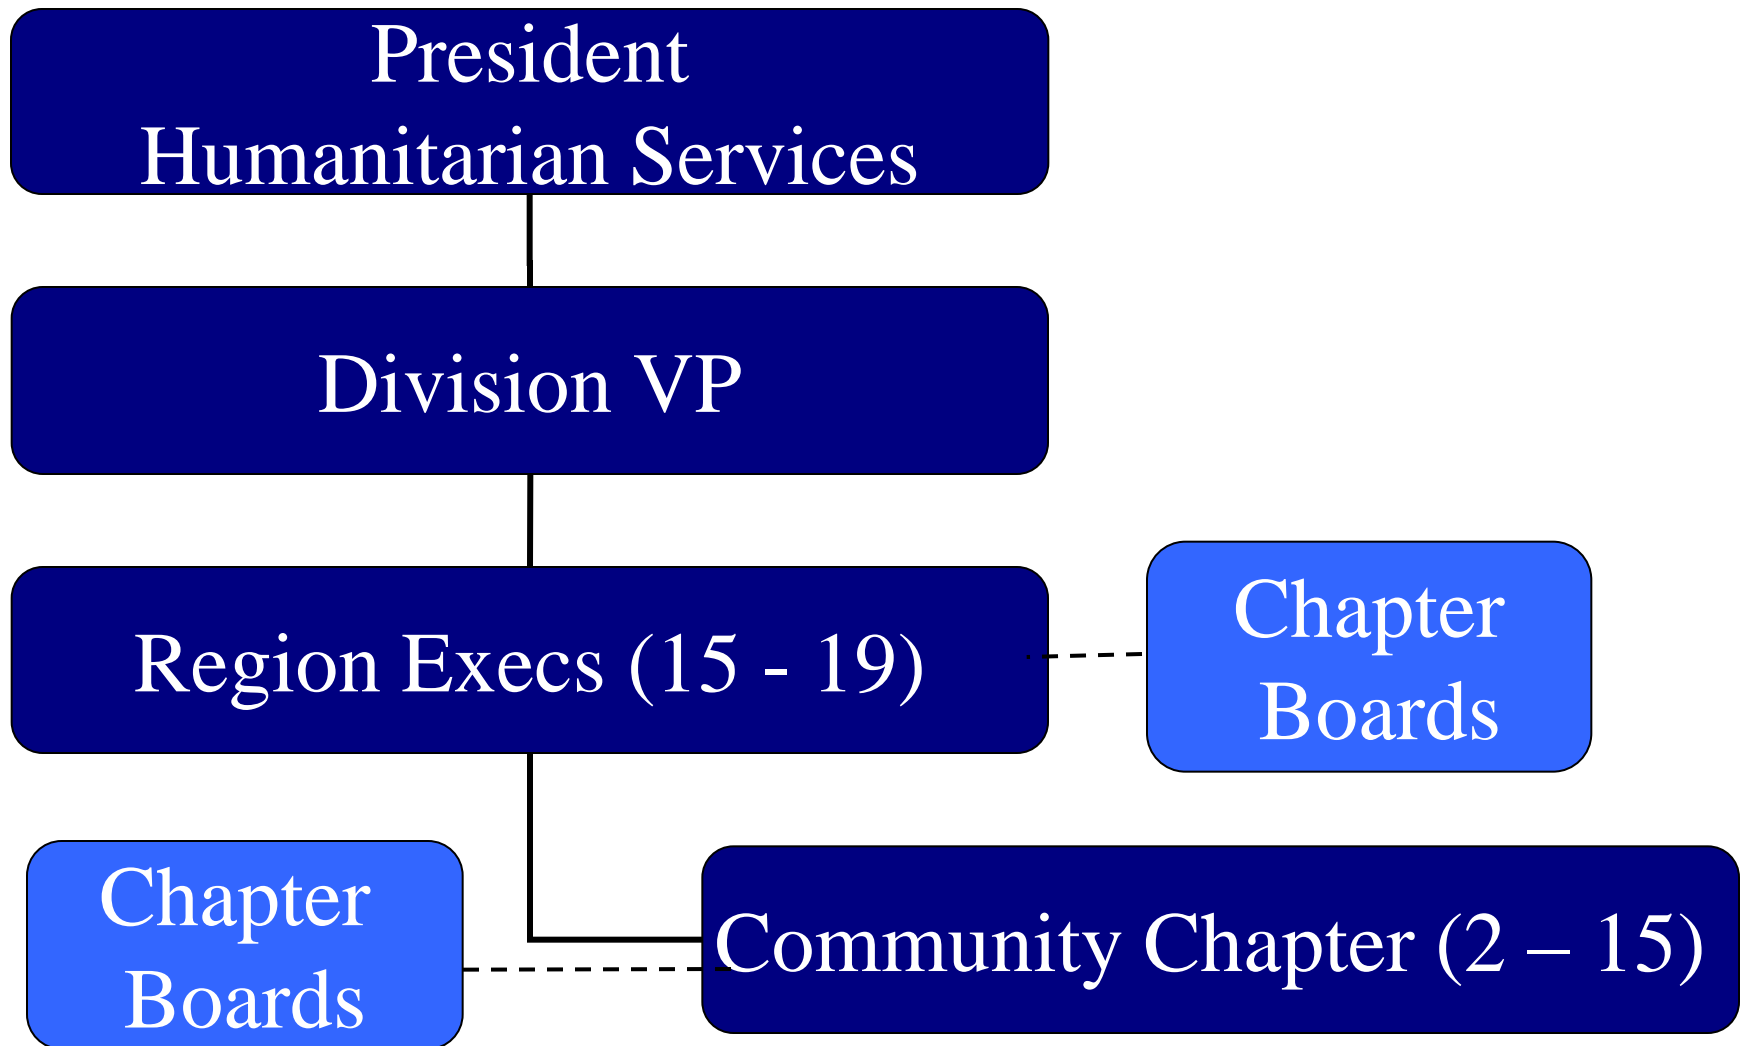 President
Humanitarian Services
Division VP
Region Execs (15 - 19)
Chapter
Boards
Chapter
Boards
Community Chapter (2 – 15)